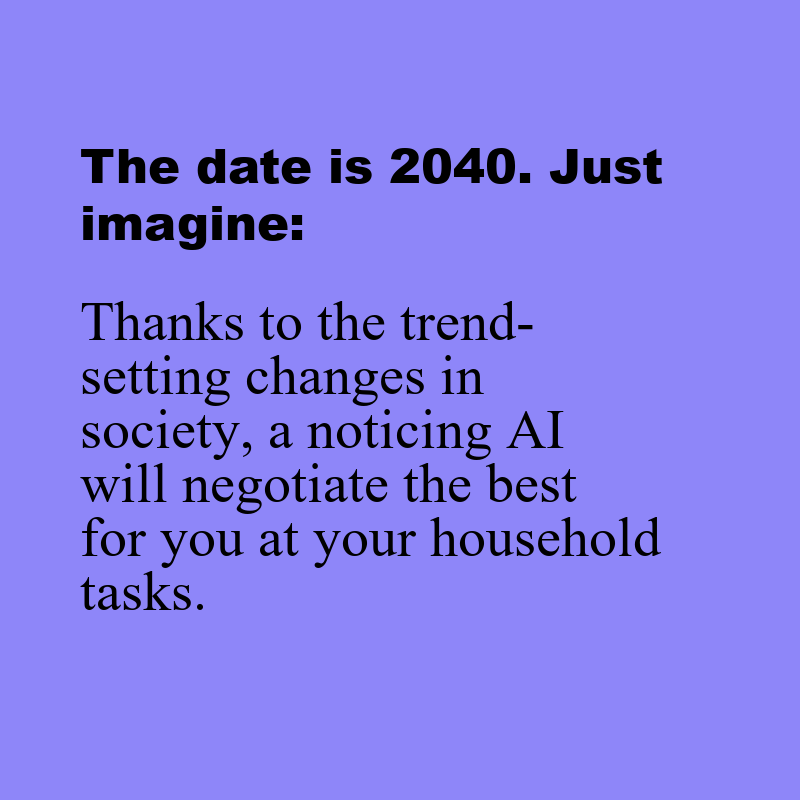 The date is 2040. Just
imagine:
Thanks to the trend-
setting changes in
society, a noticing AI
will negotiate the best
for you at your household
tasks.